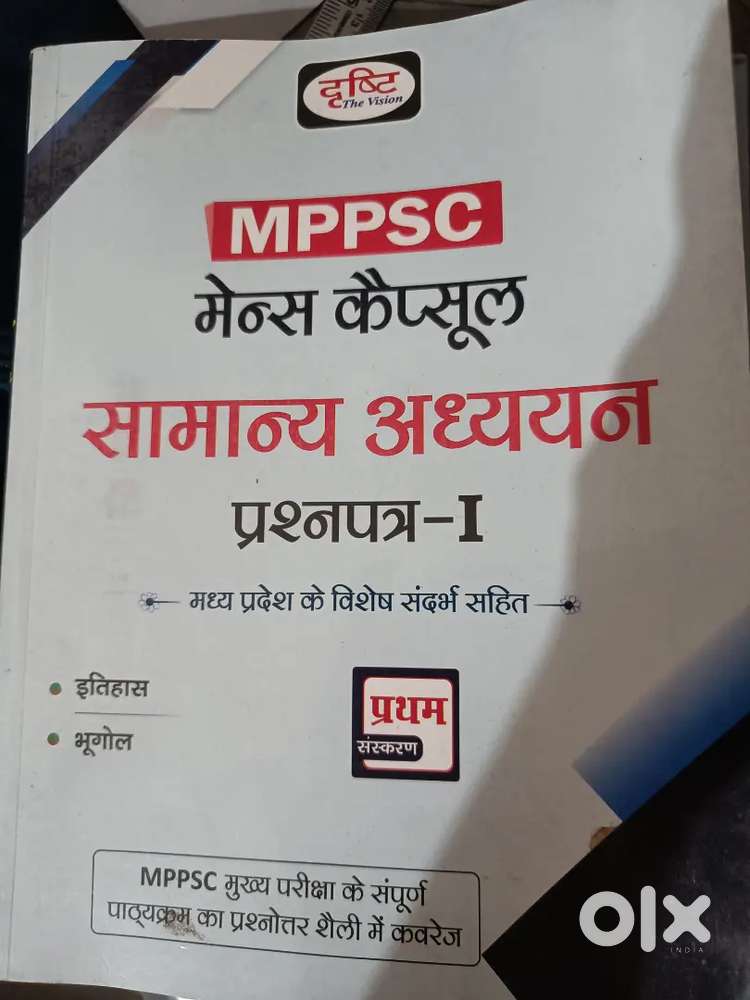 दृष्टि
The Vision
MPPSC
मेन्स कैप्सूल
सामान्य अध्ययन
प्रश्नपत्र-I
मध्य प्रदेश के विशेष संदर्भ सहित
• इतिहास
• भूगोल
प्रथम
संस्करण
MPPSC मुख्य परीक्षा के संपूर्ण
पाठ्यक्रम का प्रश्नोत्तर शैली में कवरेज
olx
INDIA